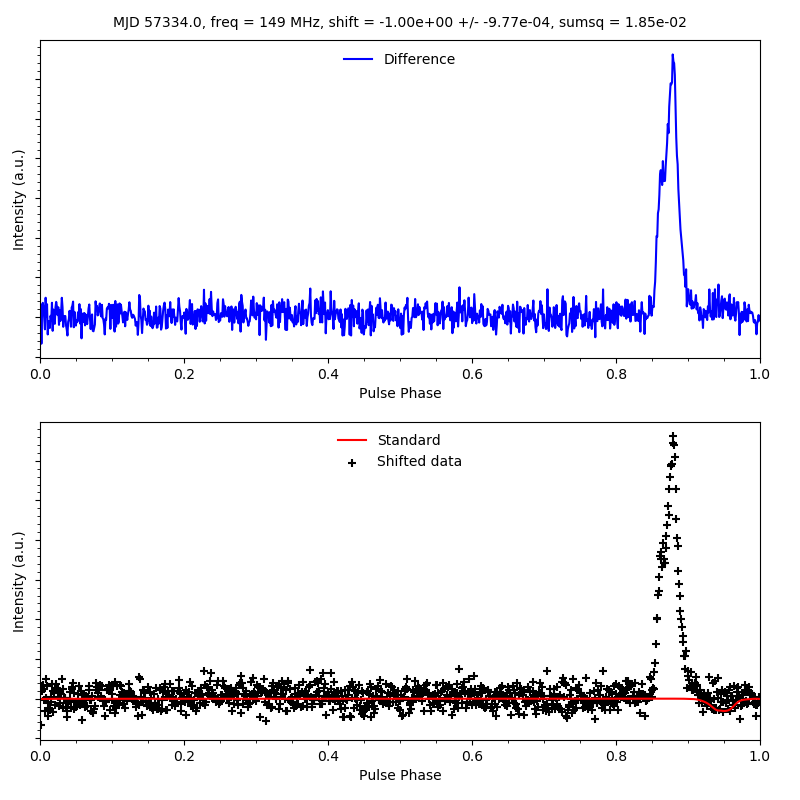 MJD 57334.0, freq = 149 MHz, shift = -1.00e+00 +/- -9.77e-04, sumsq = 1.85e-02
Difference
Intensity (a.u.)
0.0 0.2 0.4 0.6 0.8 1.0
Pulse Phase
Standard
Shifted data
Intensity (a.u.)
0.0 0.2 0.4 0.6 0.8 1.0
Pulse Phase